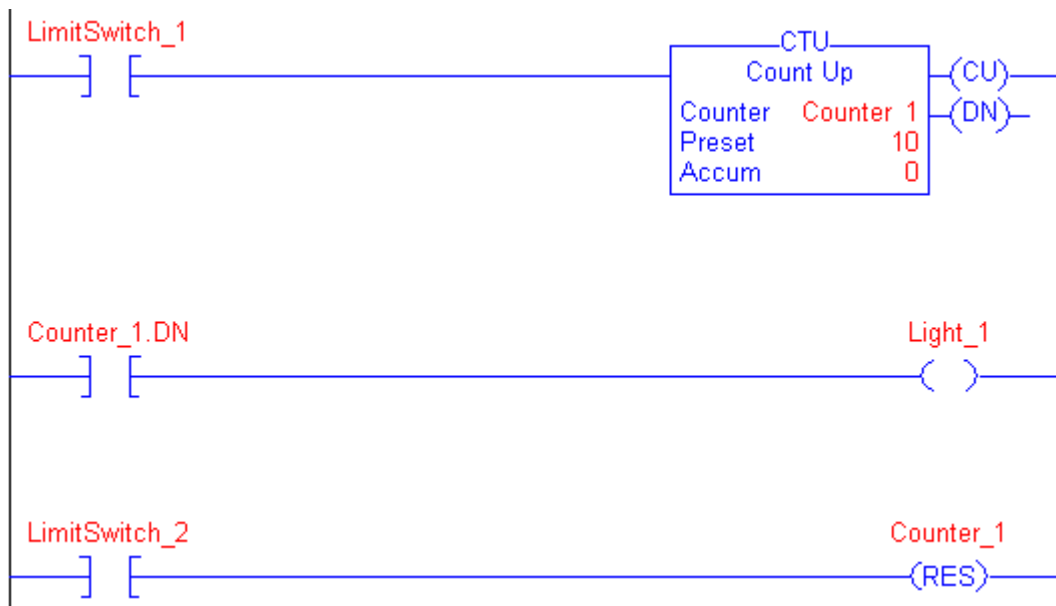 LimitSwitch_1
CTU
Count Up
(CU)
Counter Counter 1
(DN)
Preset 10
Accum 0
Counter_1.DN
Light_1
LimitSwitch_2
Counter_1
(RES)